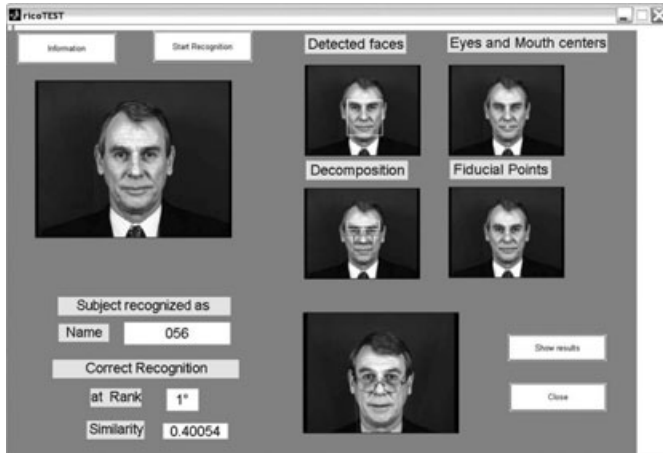 ricoTEST
Information
Start Recognition
Detected faces
Eyes and Mouth centers
Decomposition
Fiducial Points
Subject recognized as
Name 056
Correct Recognition
at Rank 1°
Similarity 0.40054
Show results
Close